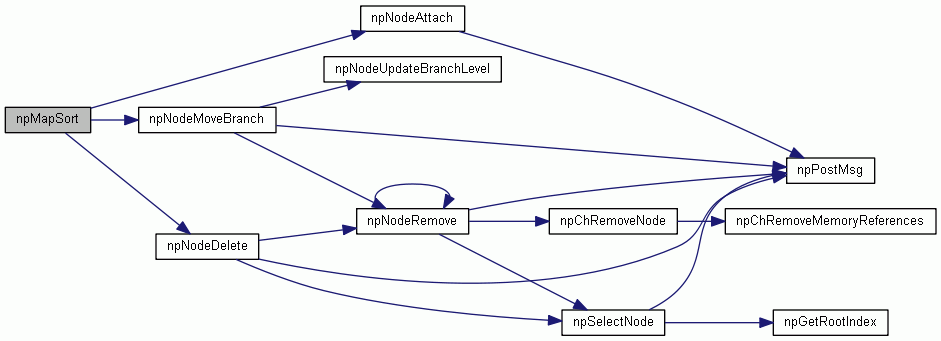 npNodeAttach
npNodeUpdateBranchLevel
npMapSort
npNodeMoveBranch
npPostMsg
npNodeRemove
npChRemoveNode
npChRemoveMemoryReferences
npNodeDelete
npSelectNode
npGetRootIndex